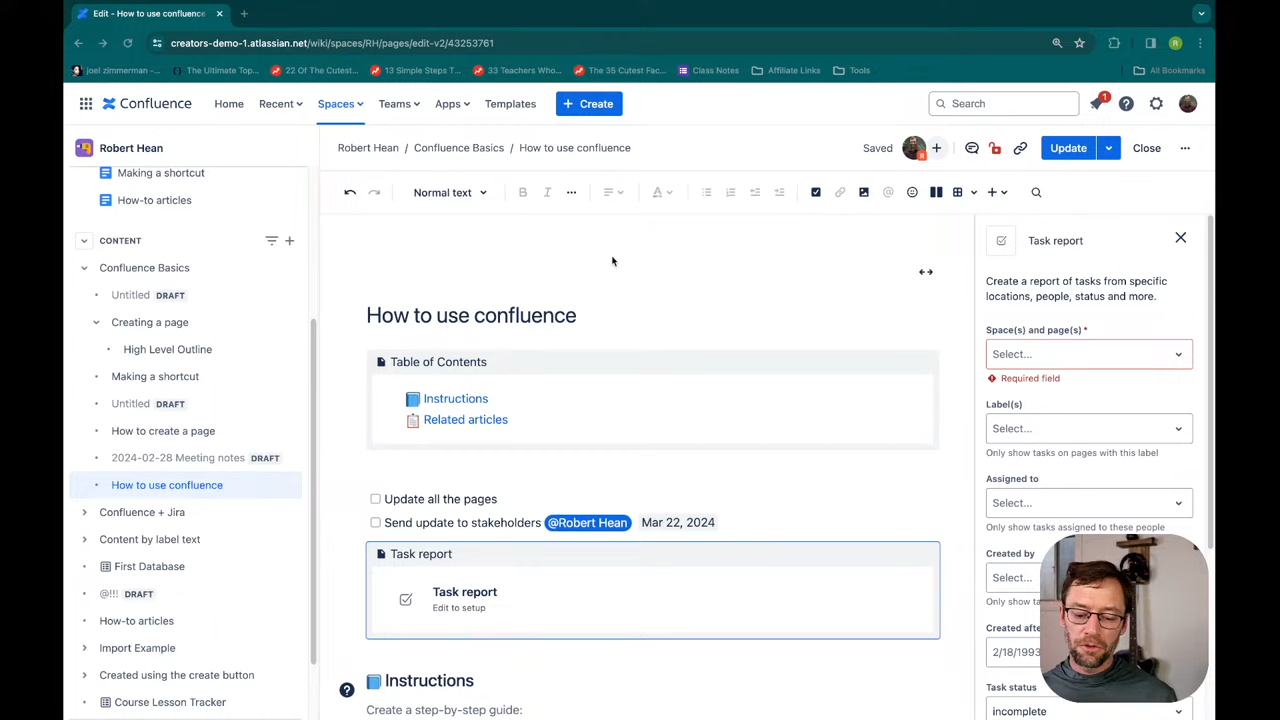 Edit - How to use confluence
creators-demo-1.atlassian.net/wiki/spaces/RH/pages/edit-v2/43253761
joel zimmerman -...
The Ultimate Top...
22 Of The Cutest...
13 Simple Steps T...
33 Teachers Who...
The 35 Cutest Fac...
Class Notes
Affiliate Links
Tools
All Bookmarks
Confluence
Home
Recent
Spaces
Teams
Apps
Templates
+ Create
Search
1
Robert Hean
Making a shortcut
How-to articles
CONTENT
Confluence Basics
Untitled DRAFT
Creating a page
High Level Outline
Making a shortcut
Untitled DRAFT
How to create a page
2024-02-28 Meeting notes DRAFT
How to use confluence
Confluence + Jira
Content by label text
First Database
@!!! DRAFT
How-to articles
Import Example
Created using the create button
Course Lesson Tracker
Robert Hean / Confluence Basics / How to use confluence
Saved
R
Update
Close
Normal text
B
I
A
How to use confluence
Table of Contents
Instructions
Related articles
Update all the pages
Send update to stakeholders @Robert Hean Mar 22, 2024
Task report
Task report
Edit to setup
Instructions
Create a step-by-step guide:
Task report
Create a report of tasks from specific
locations, people, status and more.
Space(s) and page(s) *
Select...
Required field
Label(s)
Select...
Only show tasks on pages with this label
Assigned to
Select...
Only show tasks assigned to these people
Created by
Select...
Only show ta
Created after
2/18/1993
Task status
incomplete